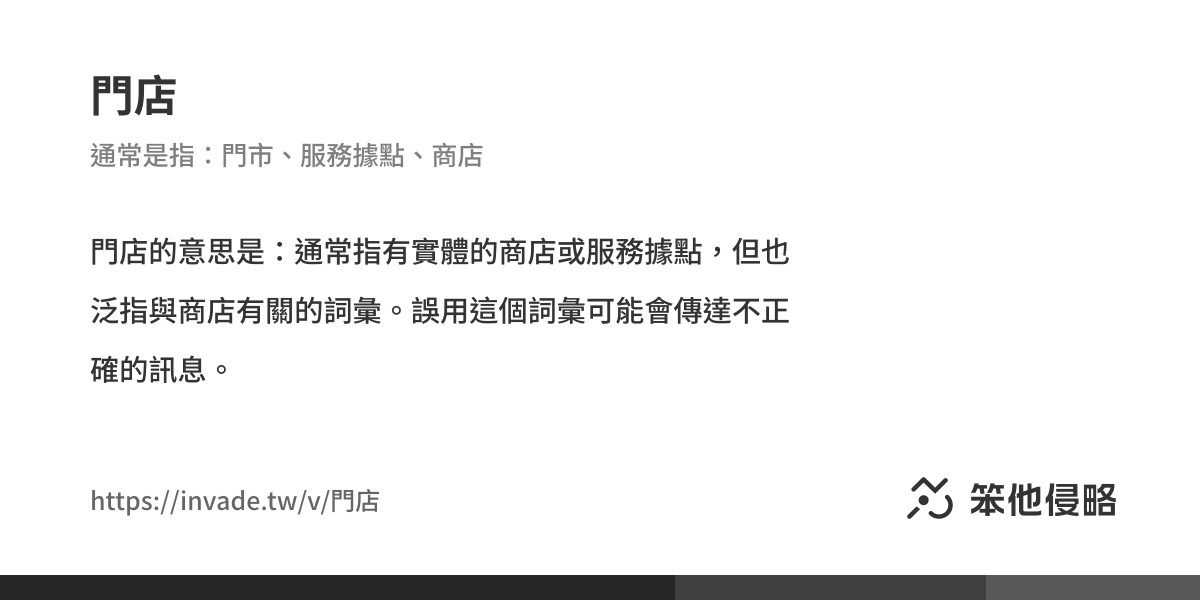 門店
通常是指：門市、服務據點、商店
門店的意思是：通常指有實體的商店或服務據點，但也
泛指與商店有關的詞彙。誤用這個詞彙可能會傳達不正
確的訊息。
https://invade.tw/v/門店
笨他侵略